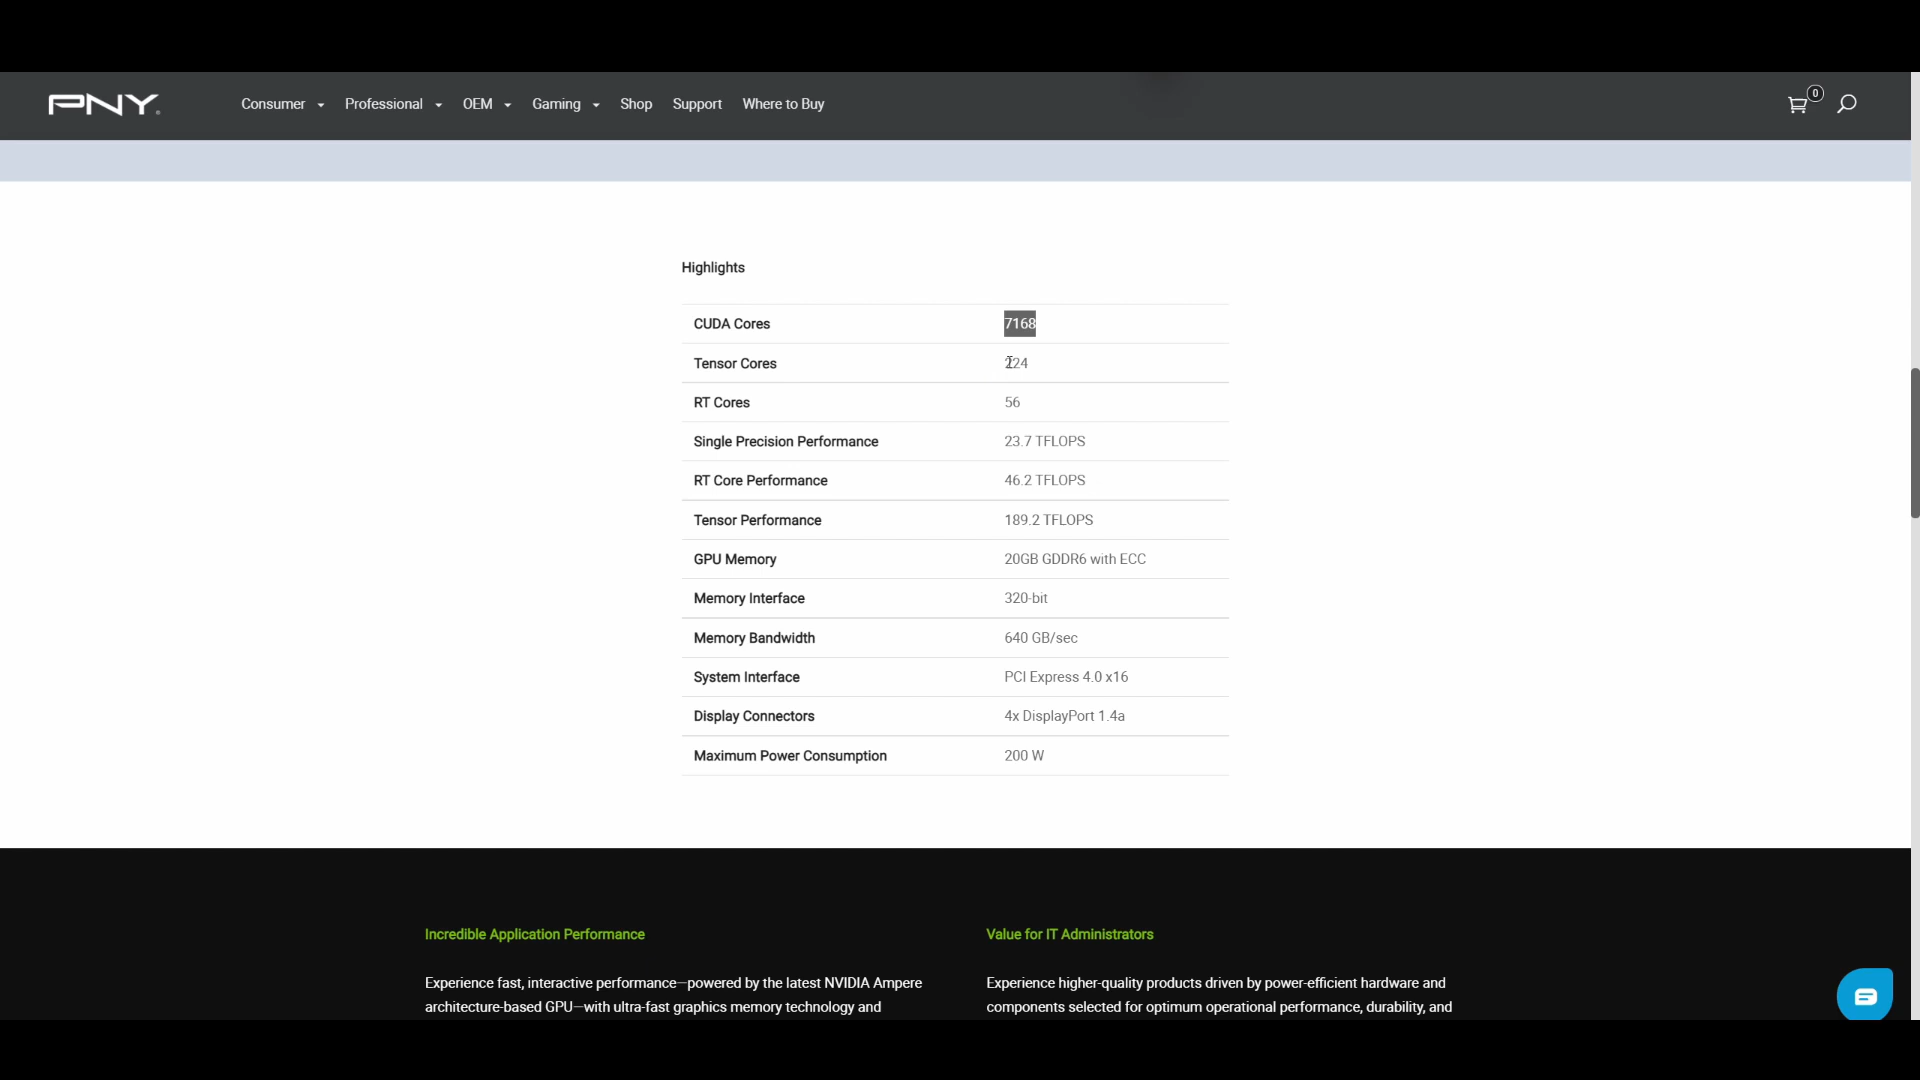 PNY
Consumer Professional OEM Gaming Shop Support Where to Buy 0
Highlights
CUDA Cores 7168
Tensor Cores 224
RT Cores 56
Single Precision Performance 23.7 TFLOPS
RT Core Performance 46.2 TFLOPS
Tensor Performance 189.2 TFLOPS
GPU Memory 20GB GDDR6 with ECC
Memory Interface 320-bit
Memory Bandwidth 640 GB/sec
System Interface PCI Express 4.0 x16
Display Connectors 4x DisplayPort 1.4a
Maximum Power Consumption 200 W
Incredible Application Performance
Experience fast, interactive performance—powered by the latest NVIDIA Ampere
architecture-based GPU—with ultra-fast graphics memory technology and
Value for IT Administrators
Experience higher-quality products driven by power-efficient hardware and
components selected for optimum operational performance, durability, and